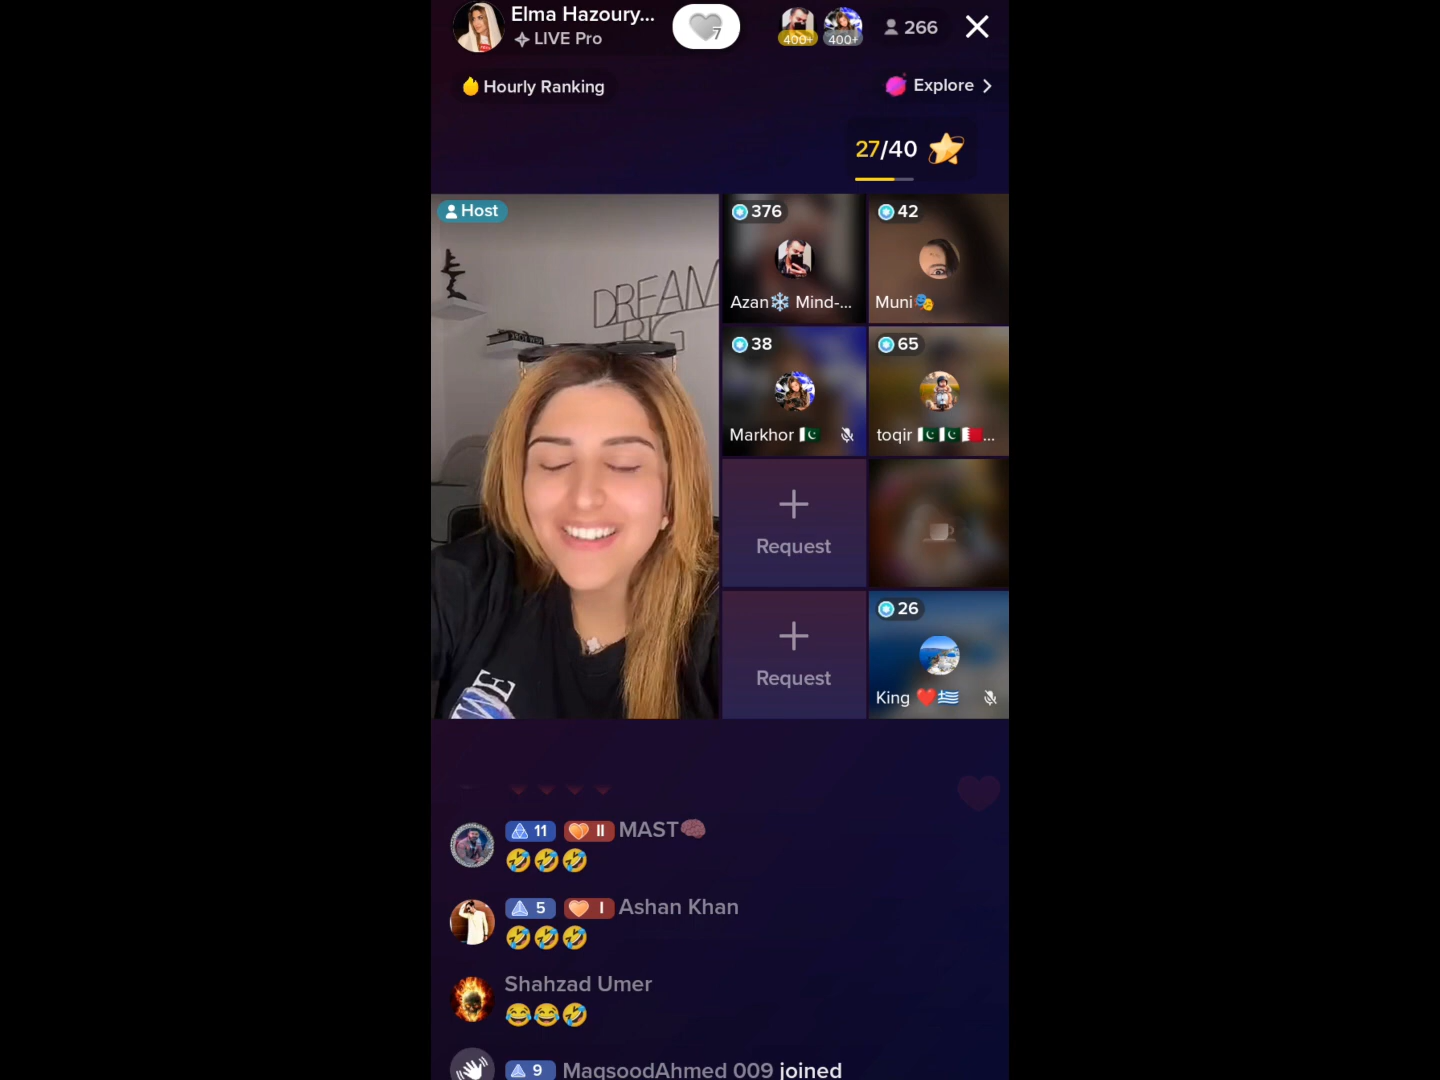 Elma Hazoury...
LIVE Pro
7
400+
400+
266
Hourly Ranking
Explore
27/40
Host
376
42
DREAM
BIG
Azan❄️ Mind-...
Muni🎭
38
65
Markhor 🇵🇰
toqir 🇵🇰🇵🇰🇧🇭...
Request
Request
26
King ❤️🇬🇷
11 II MAST🧠
🤣🤣🤣
5 I Ashan Khan
🤣🤣🤣
Shahzad Umer
😂😂🤣
9 MaqsoodAhmed 009 joined